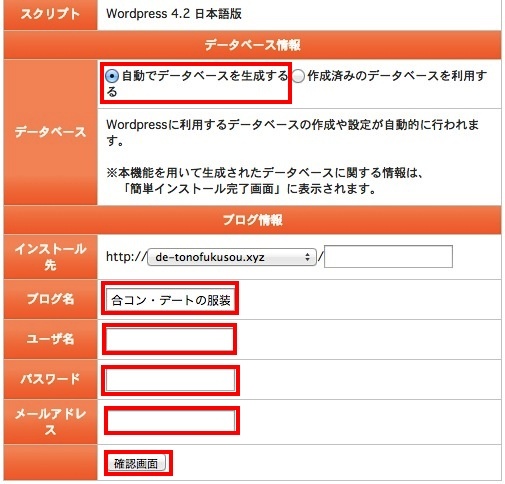 スクリプト
Wordpress 4.2 日本語版
データベース情報
データベース
自動でデータベースを生成する 作成済みのデータベースを利用す
る
Wordpressに利用するデータベースの作成や設定が自動的に行われま
す。
※本機能を用いて生成されたデータベースに関する情報は、
「簡単インストール完了画面」に表示されます。
ブログ情報
インストール
先
http:// de-tonofukusou.xyz /
ブログ名
合コン・デートの服装
ユーザ名
パスワード
メールアドレ
ス
確認画面